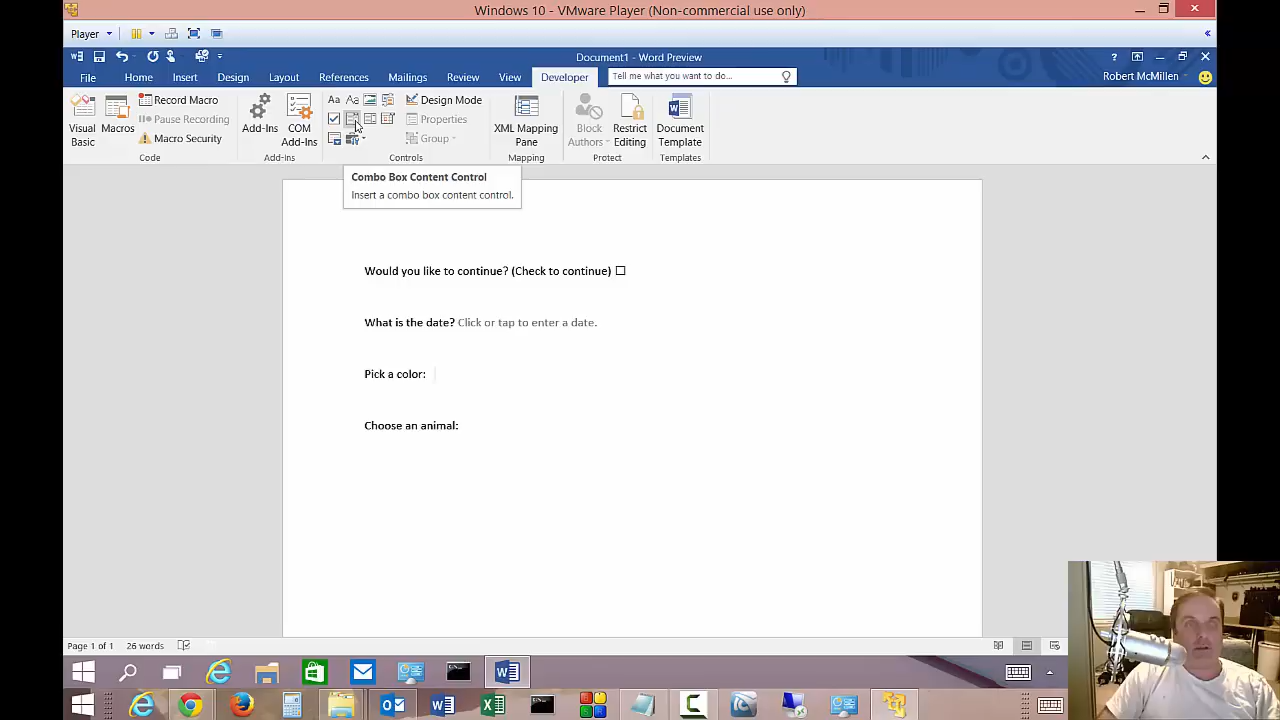 Windows 10 - VMware Player (Non-commercial use only)
Player
Document1 - Word Preview
File Home Insert Design Layout References Mailings Review View Developer Tell me what you want to do... Robert McMillen
Visual Basic
Macros
Record Macro
Pause Recording
Macro Security
Code
Add-Ins
COM Add-Ins
Add-Ins
Aa Aa
Design Mode
Properties
Group
Controls
XML Mapping Pane
Mapping
Block Authors
Restrict Editing
Protect
Document Template
Templates
Combo Box Content Control
Insert a combo box content control.
Would you like to continue? (Check to continue) ☐
What is the date? Click or tap to enter a date.
Pick a color:
Choose an animal:
Page 1 of 1 26 words